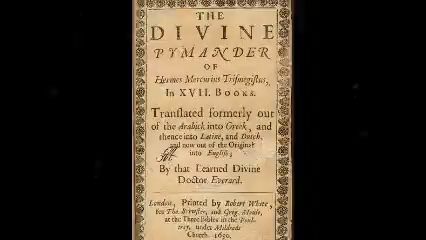 THE
DIVINE
PYMANDER
OF
Hermes Mercurius Trismegistus,
In XVII. Books.
Translated formerly out
of the Arabick into Greek, and
thence into Latine, and Dutch,
and now out of the Original
into English;
By that Learned Divine
Doctor Everard.
London, Printed by Robert White,
for Tho. Brewster, and Greg. Moule,
at the Three Bibles in the Poul-
trey, under Mildreds
Church. 1650.